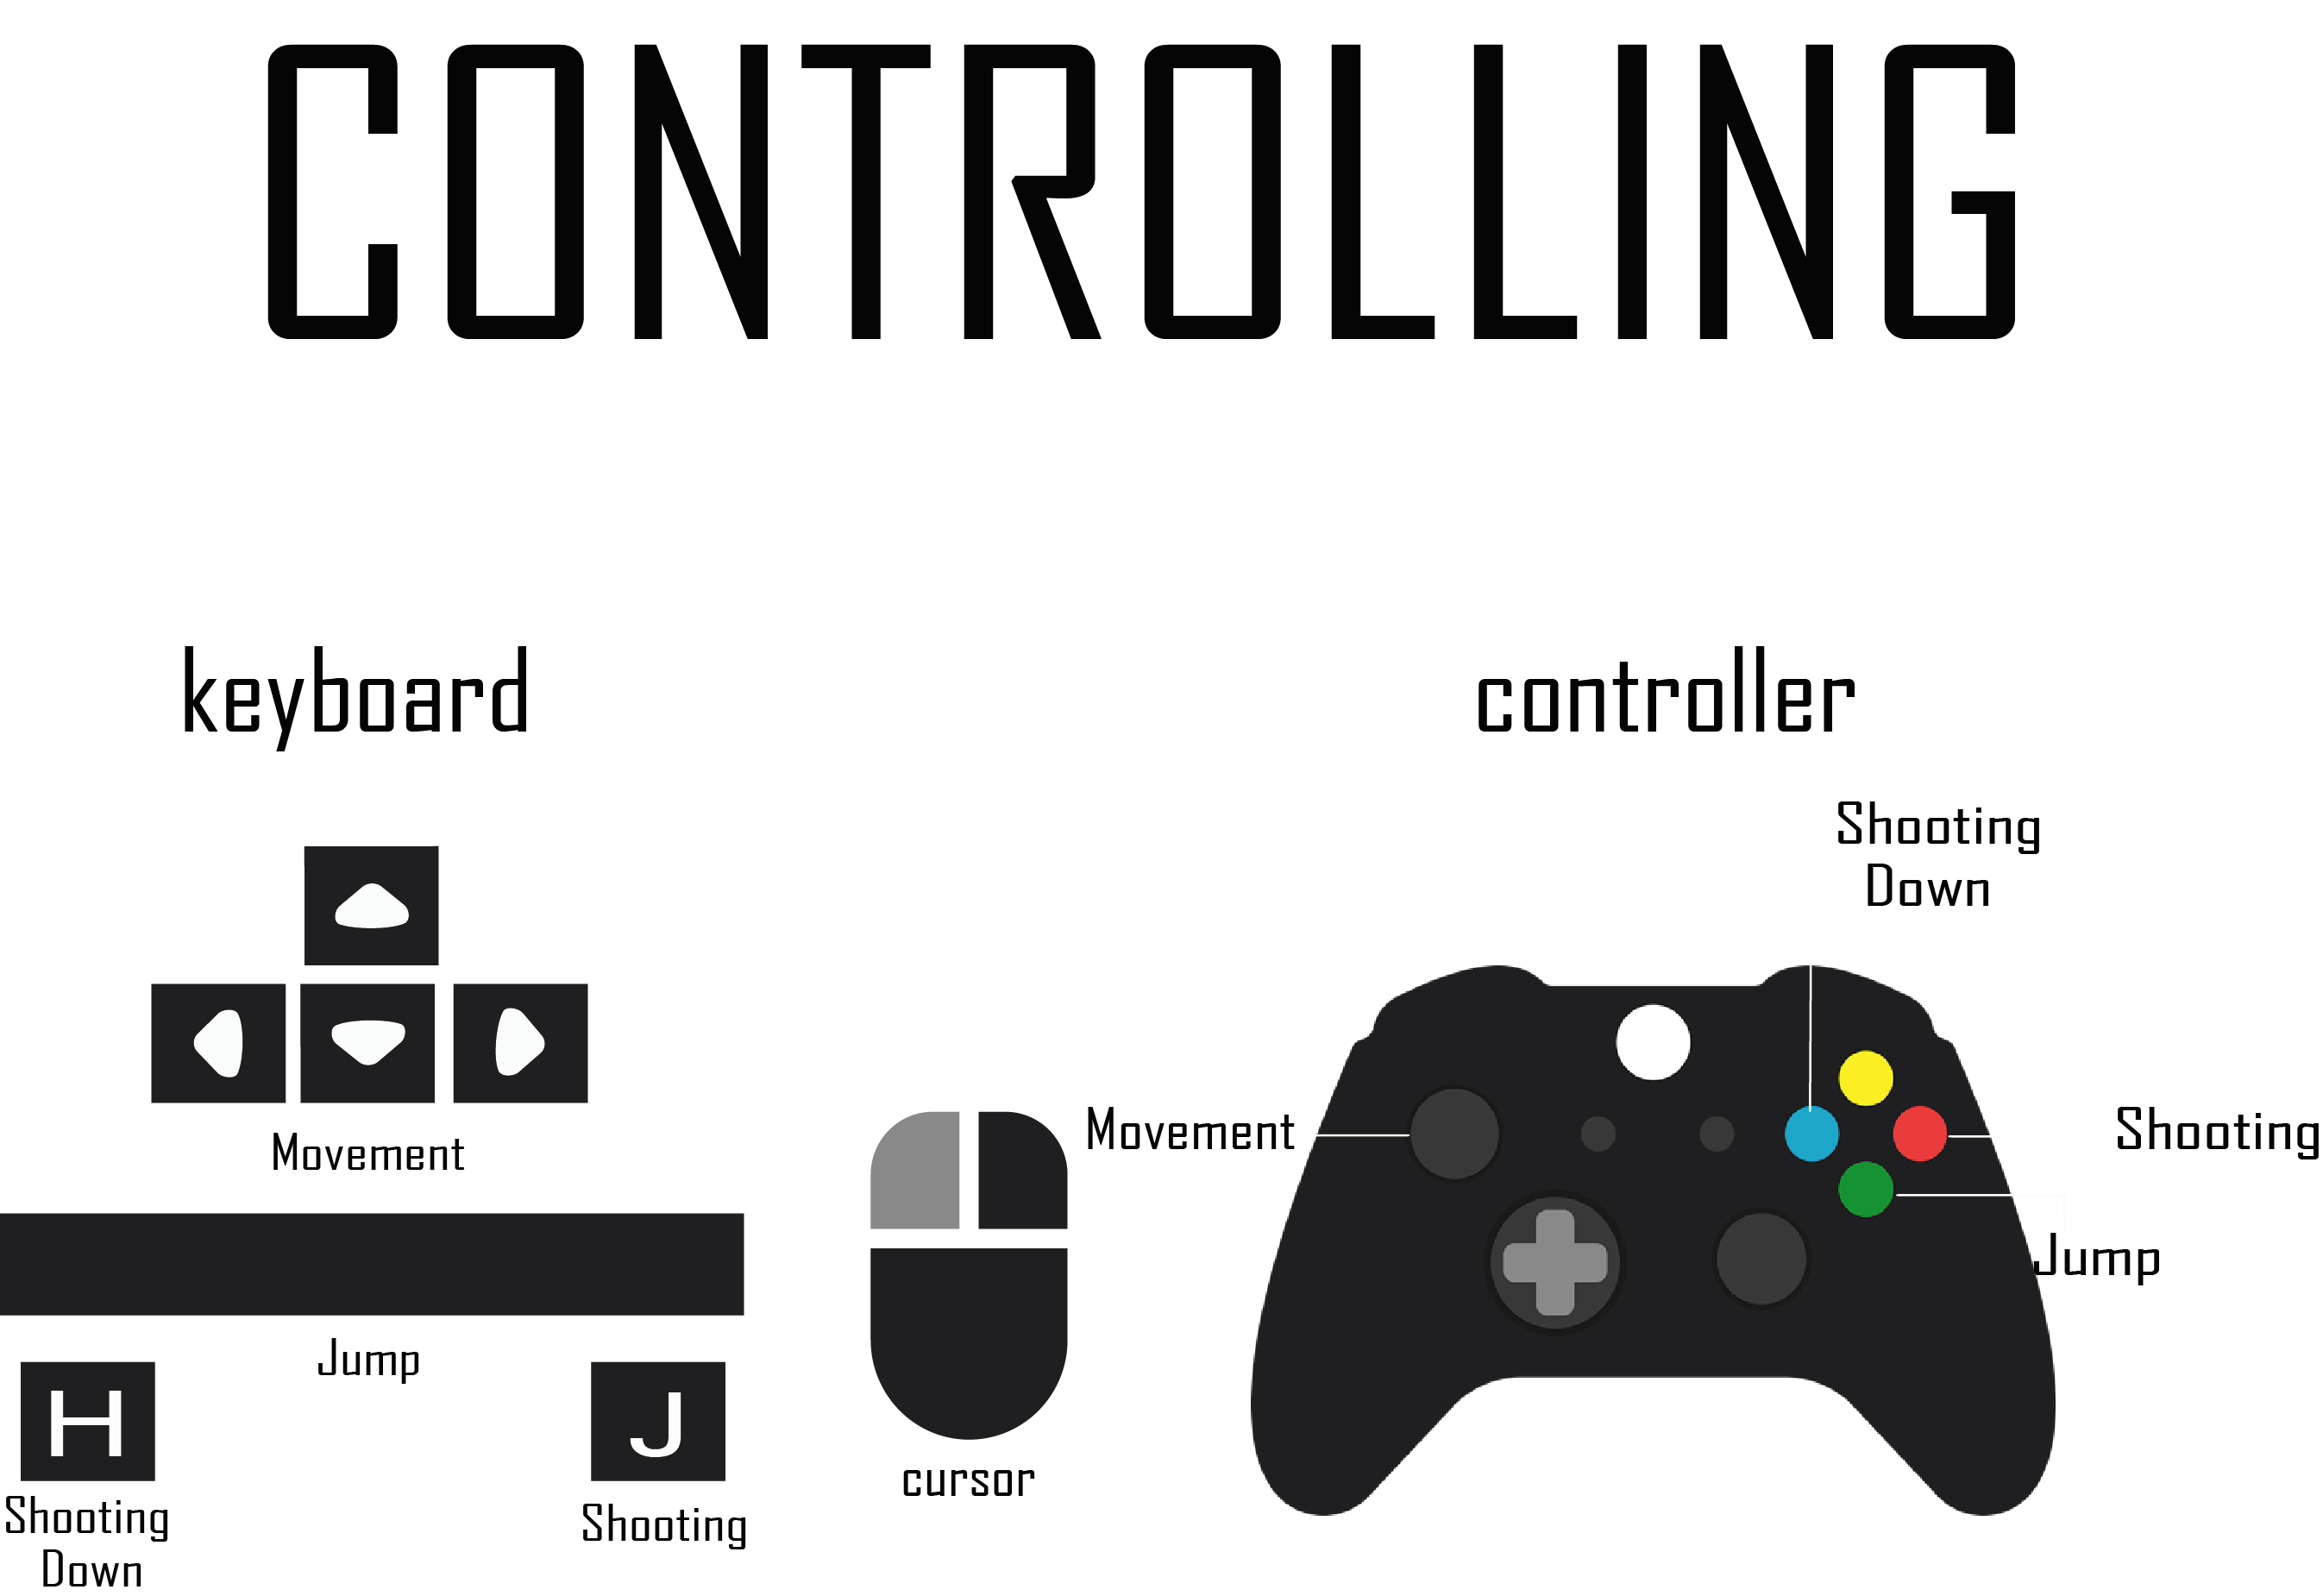 CONTROLLING
keyboard
controller
Shooting
Down
Movement
Movement
Shooting
Jump
Jump
H
J
cursor
Shooting
Down
Shooting